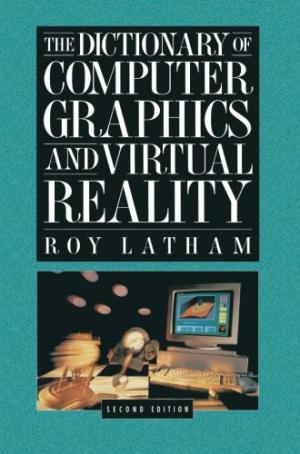 THE DICTIONARY OF
COMPUTER
GRAPHICS
AND VIRTUAL
REALITY
ROY LATHAM
SECOND EDITION